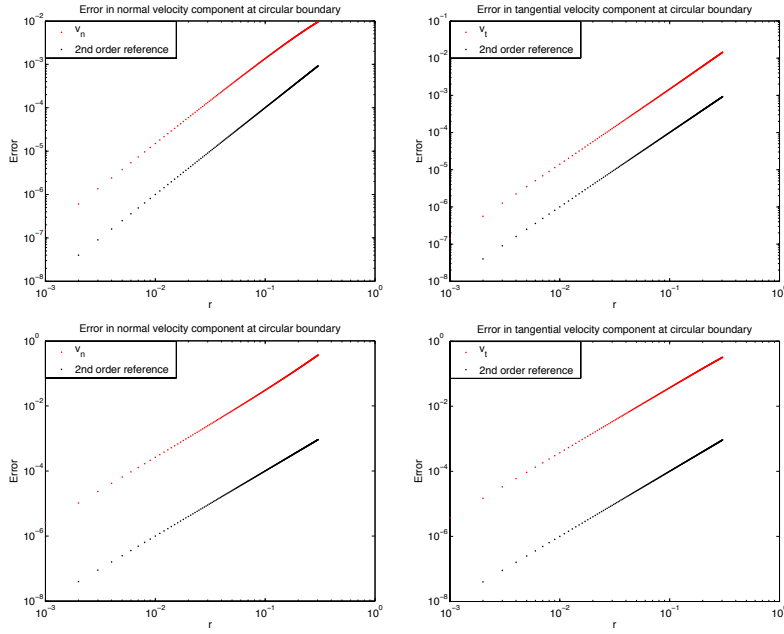 Error in normal velocity component at circular boundary
10^-2
10^-3
10^-4
10^-5
10^-6
10^-7
10^-8
Error
v_n
2nd order reference
10^-3
10^-2
10^-1
10^0
r
Error in tangential velocity component at circular boundary
10^-1
10^-2
10^-3
10^-4
10^-5
10^-6
10^-7
10^-8
Error
v_t
2nd order reference
10^-3
10^-2
10^-1
10^0
r
Error in normal velocity component at circular boundary
10^0
10^-2
10^-4
10^-6
10^-8
Error
v_n
2nd order reference
10^-3
10^-2
10^-1
10^0
r
Error in tangential velocity component at circular boundary
10^0
10^-2
10^-4
10^-6
10^-8
Error
v_t
2nd order reference
10^-3
10^-2
10^-1
10^0
r